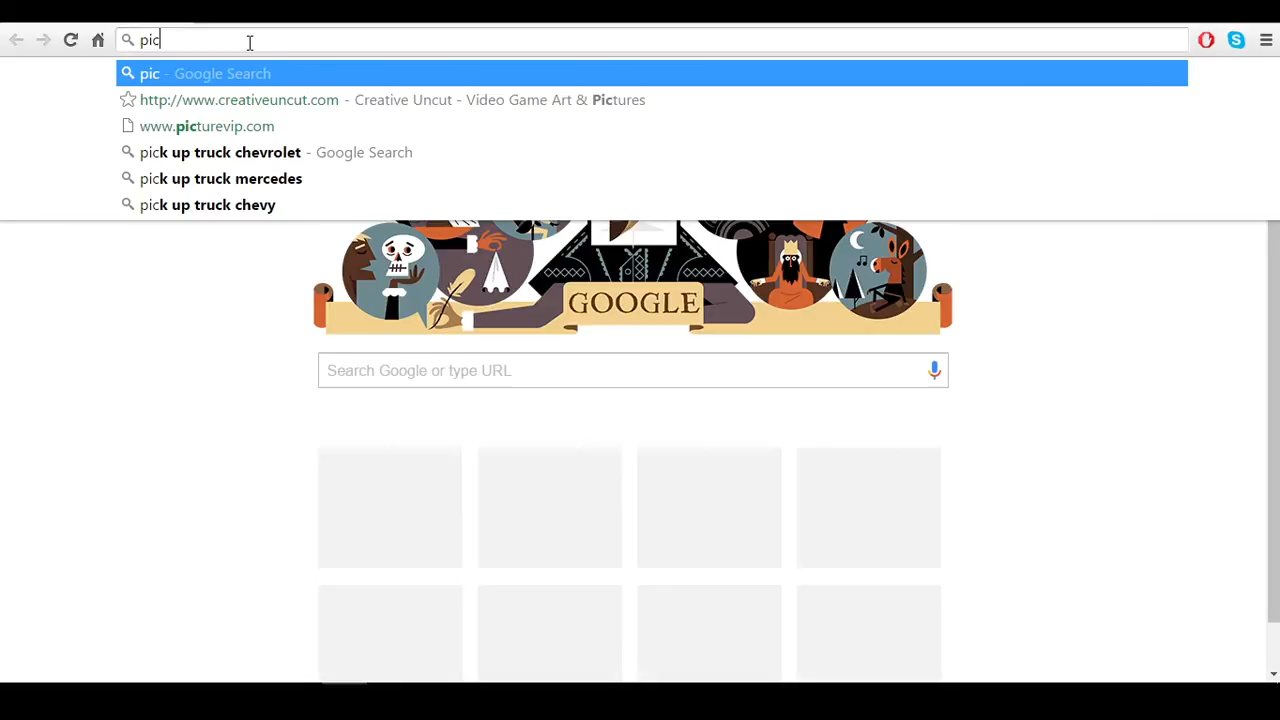 pic
pic - Google Search
http://www.creativeuncut.com - Creative Uncut - Video Game Art & Pictures
www.picturevip.com
pick up truck chevrolet - Google Search
pick up truck mercedes
pick up truck chevy
GOOGLE
Search Google or type URL